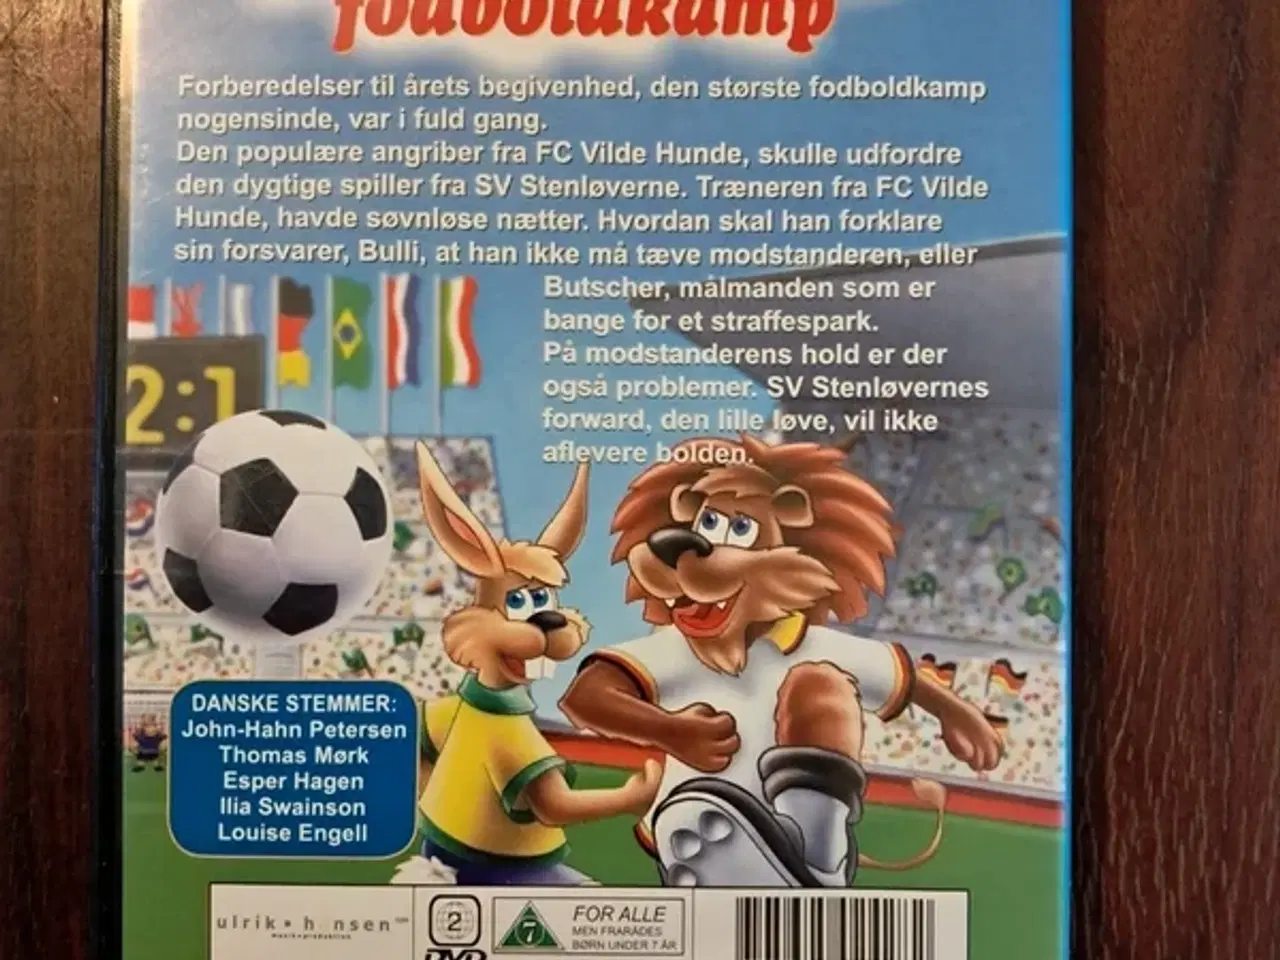 fodboldkamp
Forberedelser til årets begivenhed, den største fodboldkamp
nogensinde, var i fuld gang.
Den populære angriber fra FC Vilde Hunde, skulle udfordre
den dygtige spiller fra SV Stenløverne. Træneren fra FC Vilde
Hunde, havde søvnløse nætter. Hvordan skal han forklare
sin forsvarer, Bulli, at han ikke må tæve modstanderen, eller
Butscher, målmanden som er
bange for et straffespark.
På modstanderens hold er der
også problemer. SV Stenløvernes
forward, den lille løve, vil ikke
aflevere bolden.
2:1
DANSKE STEMMER:
John-Hahn Petersen
Thomas Mørk
Esper Hagen
Ilia Swainson
Louise Engell
ulrik hansen
musikproduktion
2
DVD
7
FOR ALLE
MEN FRARÅDES
BØRN UNDER 7 ÅR